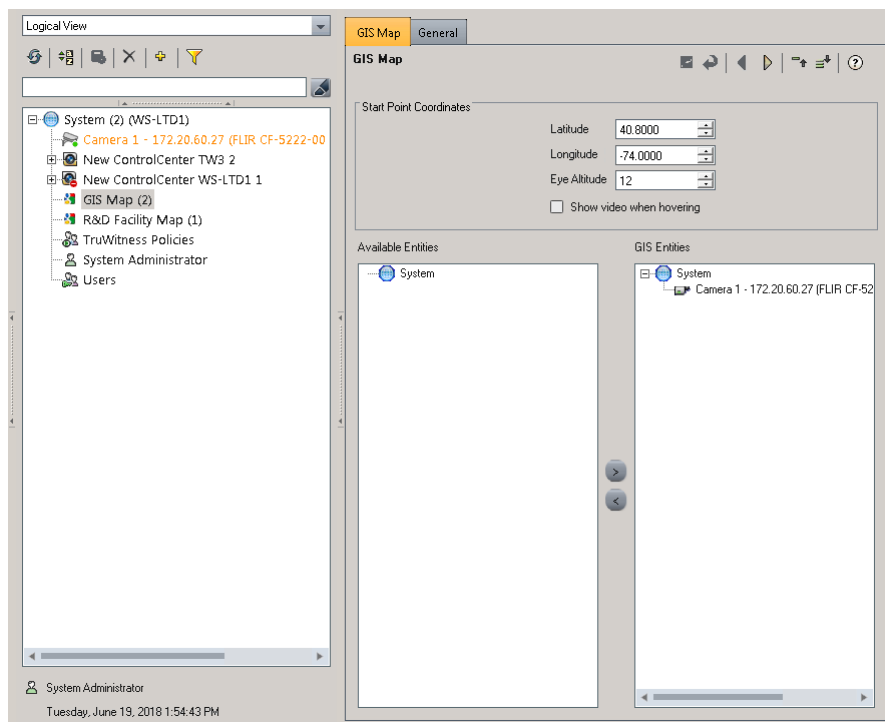 Logical View
System (2) (WS-LTD1)
Camera 1 - 172.20.60.27 (FLIR CF-5222-00
New ControlCenter TW3 2
New ControlCenter WS-LTD1 1
GIS Map (2)
R&D Facility Map (1)
TruWitness Policies
System Administrator
Users
System Administrator
Tuesday, June 19, 2018 1:54:43 PM
GIS Map
General
GIS Map
Start Point Coordinates
Latitude 40.8000
Longitude -74.0000
Eye Altitude 12
Show video when hovering
Available Entities
System
GIS Entities
System
Camera 1 - 172.20.60.27 (FLIR CF-52